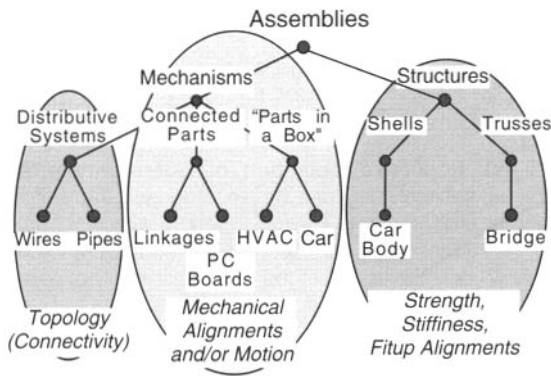 Assemblies
Mechanisms
Structures
Distributive
Systems
Connected
Parts
"Parts in
a Box"
Shells
Trusses
Wires
Pipes
Linkages
PC
Boards
HVAC
Car
Car
Body
Bridge
Topology
(Connectivity)
Mechanical
Alignments
and/or Motion
Strength,
Stiffness,
Fitup Alignments